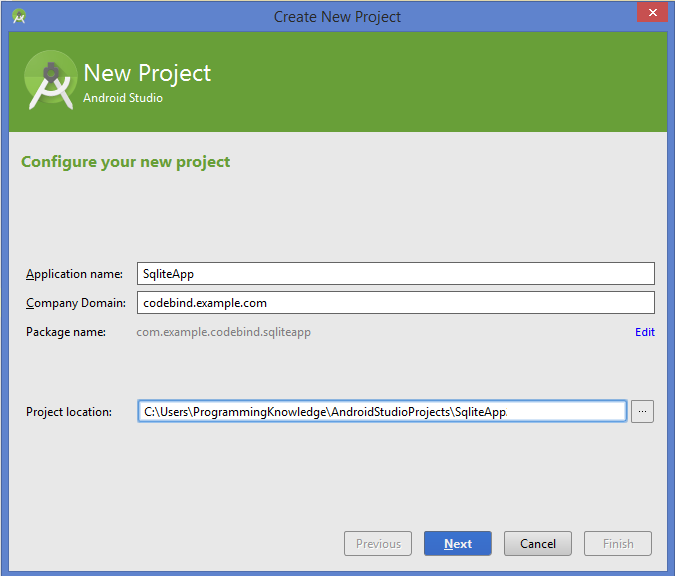 Create New Project
New Project
Android Studio
Configure your new project
Application name: SqliteApp
Company Domain: codebind.example.com
Package name: com.example.codebind.sqliteapp Edit
Project location: C:\Users\ProgrammingKnowledge\AndroidStudioProjects\SqliteApp ...
Previous Next Cancel Finish